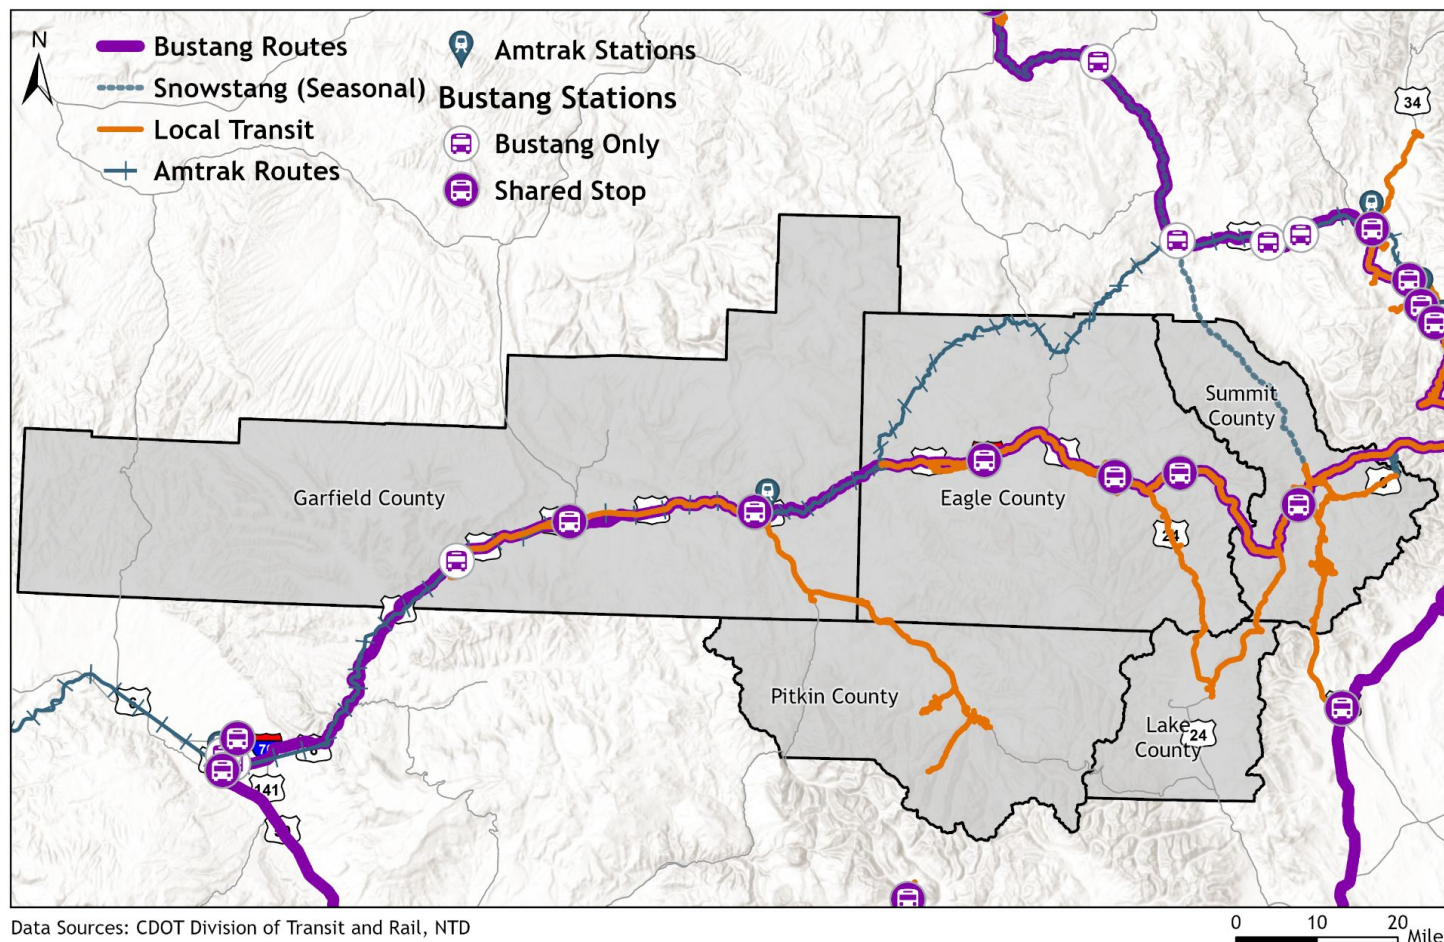 N
Bustang Routes
Snowstang (Seasonal)
Local Transit
Amtrak Routes
Amtrak Stations
Bustang Stations
Bustang Only
Shared Stop
34
Summit
County
Garfield County
Eagle County
24
Pitkin County
Lake
County
24
6
6
141
Data Sources: CDOT Division of Transit and Rail, NTD
0 10 20
Mile